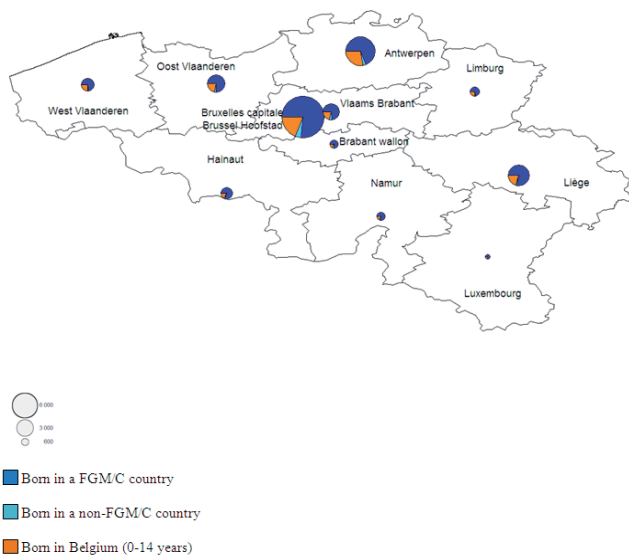 Antwerpen
Oost Vlaanderen
Limburg
West Vlaanderen
Vlaams Brabant
Bruxelles capitale
Brussel Hoofdstad
Brabant wallon
Hainaut
Namur
Liège
Luxembourg
6 000
3 000
600
Born in a FGM/C country
Born in a non-FGM/C country
Born in Belgium (0-14 years)